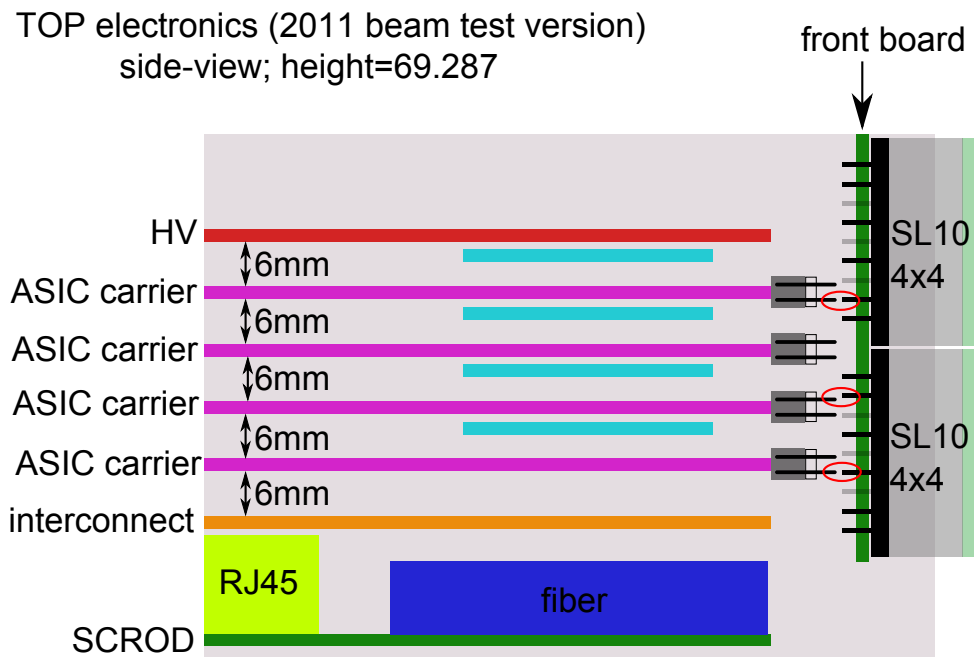 TOP electronics (2011 beam test version)
side-view; height=69.287
front board
HV
6mm
SL10
4x4
ASIC carrier
6mm
ASIC carrier
6mm
ASIC carrier
6mm
SL10
4x4
ASIC carrier
6mm
interconnect
RJ45
fiber
SCROD